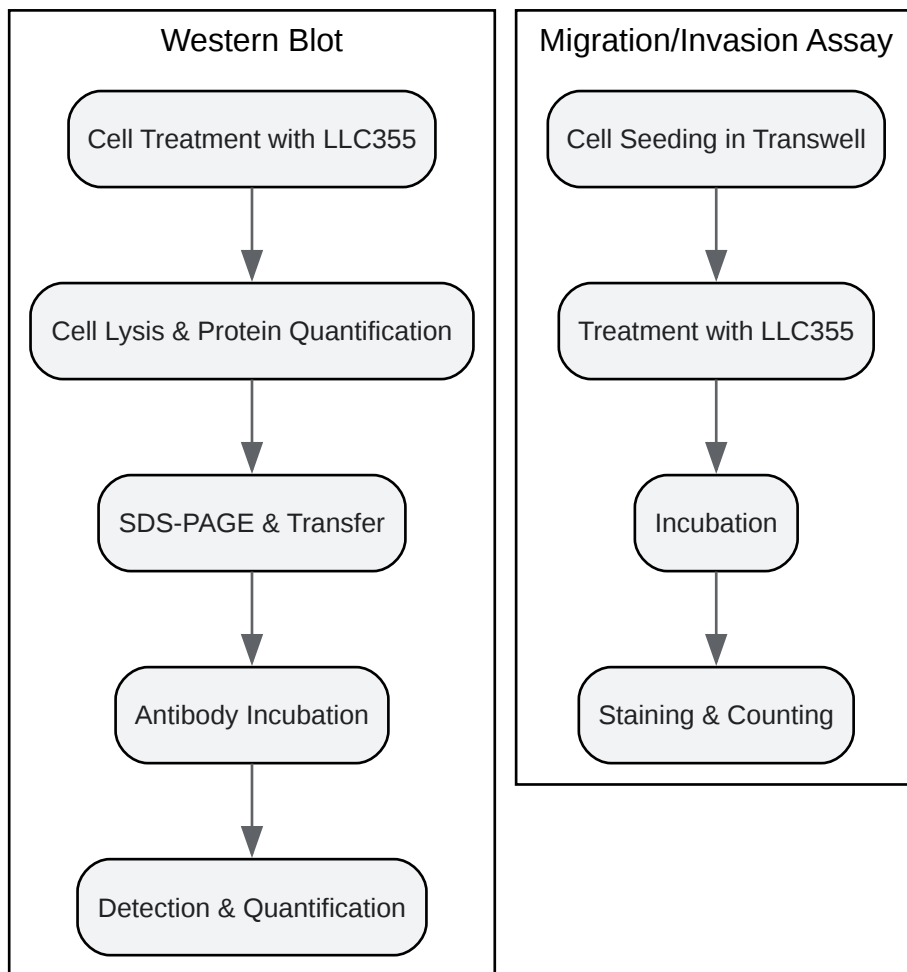 Western Blot
Cell Treatment with LLC355
Cell Lysis & Protein Quantification
SDS-PAGE & Transfer
Antibody Incubation
Detection & Quantification
Migration/Invasion Assay
Cell Seeding in Transwell
Treatment with LLC355
Incubation
Staining & Counting